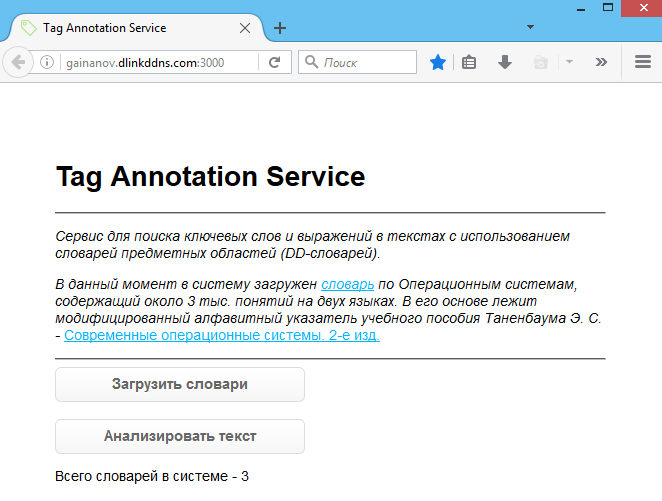 Tag Annotation Service
gainanov.dlinkddns.com:3000
Поиск
Tag Annotation Service
Сервис для поиска ключевых слов и выражений в текстах с использованием
словарей предметных областей (DD-словарей).
В данный момент в систему загружен словарь по Операционным системам,
содержащий около 3 тыс. понятий на двух языках. В его основе лежит
модифицированный алфавитный указатель учебного пособия Таненбаума Э. С.
- Современные операционные системы. 2-е изд.
Загрузить словари
Анализировать текст
Всего словарей в системе - 3